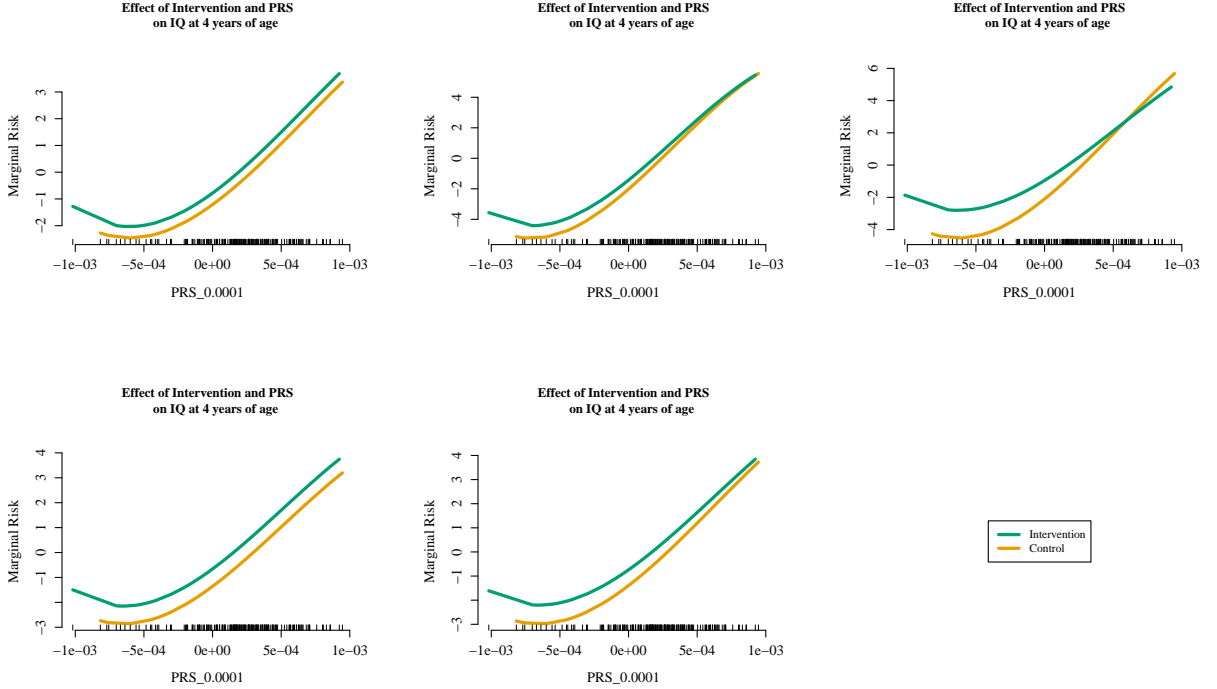 Effect of Intervention and PRS
on IQ at 4 years of age
Marginal Risk
3
2
1
0
−1
−2
−1e−03 −5e−04 0e+00 5e−04 1e−03
PRS_0.0001
Effect of Intervention and PRS
on IQ at 4 years of age
Marginal Risk
4
2
0
−2
−4
−1e−03 −5e−04 0e+00 5e−04 1e−03
PRS_0.0001
Effect of Intervention and PRS
on IQ at 4 years of age
Marginal Risk
6
4
2
0
−2
−4
−1e−03 −5e−04 0e+00 5e−04 1e−03
PRS_0.0001
Effect of Intervention and PRS
on IQ at 4 years of age
Marginal Risk
4
3
2
1
0
−1
−3
−1e−03 −5e−04 0e+00 5e−04 1e−03
PRS_0.0001
Effect of Intervention and PRS
on IQ at 4 years of age
Marginal Risk
4
3
2
1
0
−1
−3
−1e−03 −5e−04 0e+00 5e−04 1e−03
PRS_0.0001
Intervention
Control